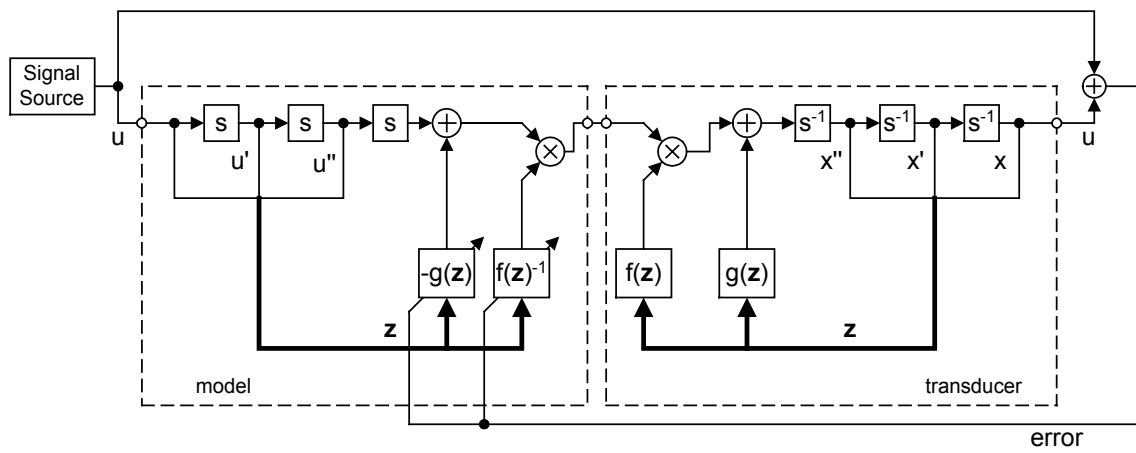 Signal
Source
u
s
s
s
+
×
u'
u''
-g(z)
f(z)⁻¹
z
model
×
+
s⁻¹
s⁻¹
s⁻¹
x''
x'
x
f(z)
g(z)
z
transducer
+
u
error